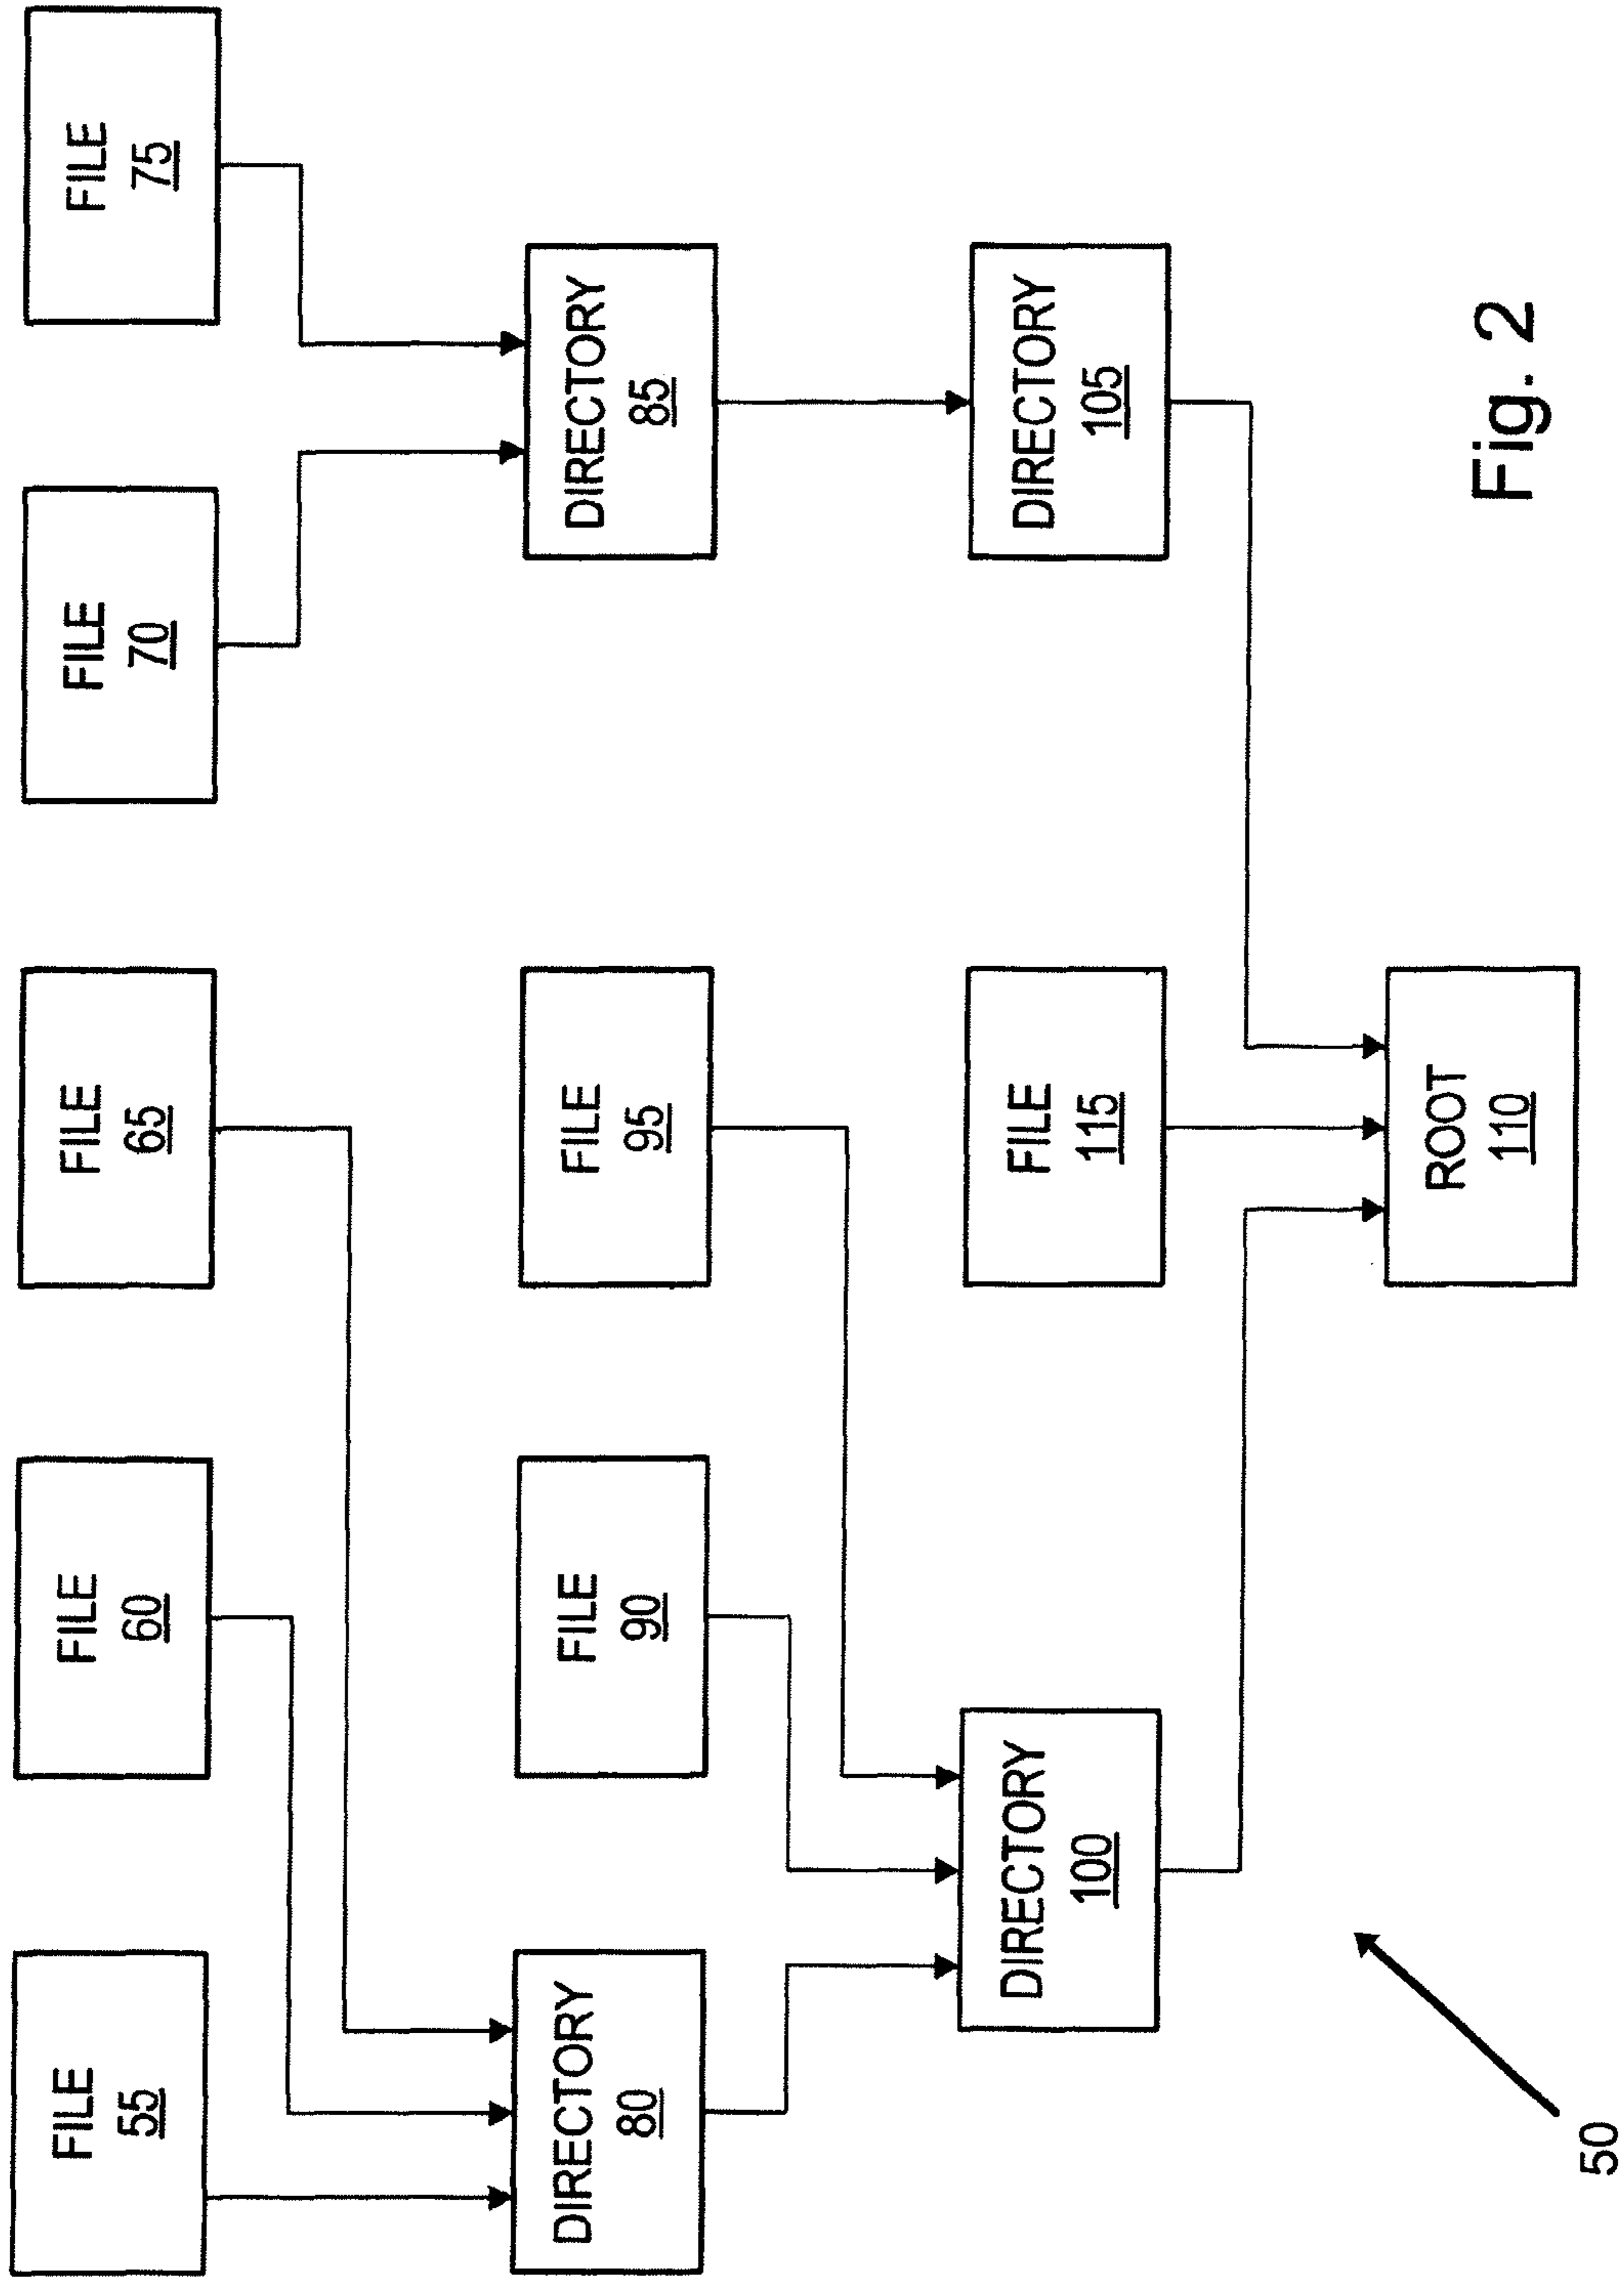 FILE
55
FILE
60
FILE
65
FILE
70
FILE
75
DIRECTORY
80
FILE
90
FILE
95
DIRECTORY
85
DIRECTORY
100
FILE
115
DIRECTORY
105
ROOT
110
50
Fig. 2